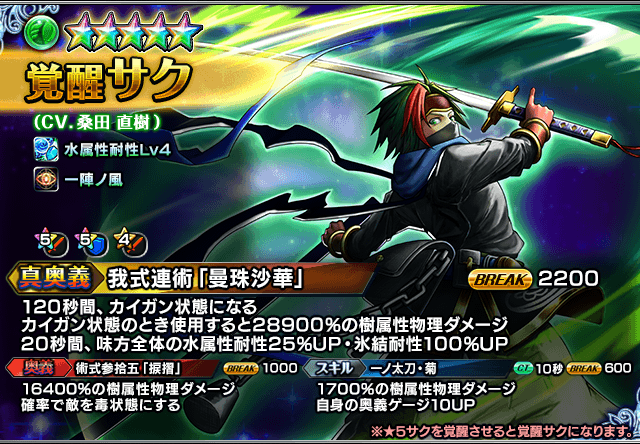 覚醒サク
(CV.桑田 直樹)
水属性耐性Lv4
一陣ノ風
5 5 4
真奥義 我式連術「曼珠沙華」 BREAK 2200
120秒間、カイガン状態になる
カイガン状態のとき使用すると28900%の樹属性物理ダメージ
20秒間、味方全体の水属性耐性25%UP・氷結耐性100%UP
奥義 術式参拾五「捩摺」 BREAK 1000
16400%の樹属性物理ダメージ
確率で敵を毒状態にする
スキル 一ノ太刀・菊 CT 10秒 BREAK 600
1700%の樹属性物理ダメージ
自身の奥義ゲージ10UP
※★5サクを覚醒させると覚醒サクになります。